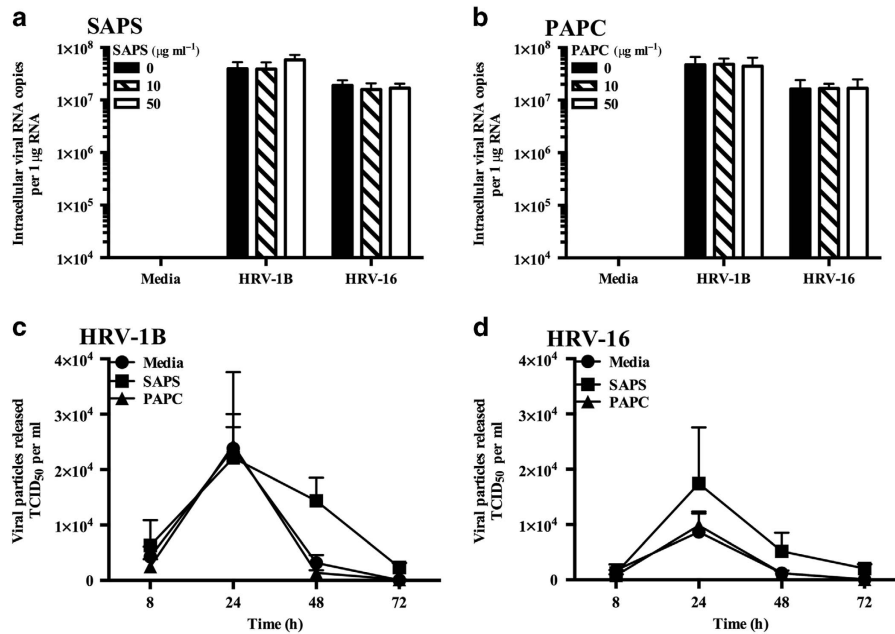 a
SAPS
SAPS (μg ml⁻¹)
0
10
50
1×10⁸
1×10⁷
1×10⁶
1×10⁵
1×10⁴
Intracellular viral RNA copies
per 1 μg RNA
Media
HRV-1B
HRV-16
b
PAPC
PAPC (μg ml⁻¹)
0
10
50
1×10⁸
1×10⁷
1×10⁶
1×10⁵
1×10⁴
Intracellular viral RNA copies
per 1 μg RNA
Media
HRV-1B
HRV-16
c
HRV-1B
Media
SAPS
PAPC
4×10⁴
3×10⁴
2×10⁴
1×10⁴
0
Viral particles released
TCID₅₀ per ml
8
24
48
72
Time (h)
d
HRV-16
Media
SAPS
PAPC
4×10⁴
3×10⁴
2×10⁴
1×10⁴
0
Viral particles released
TCID₅₀ per ml
8
24
48
72
Time (h)